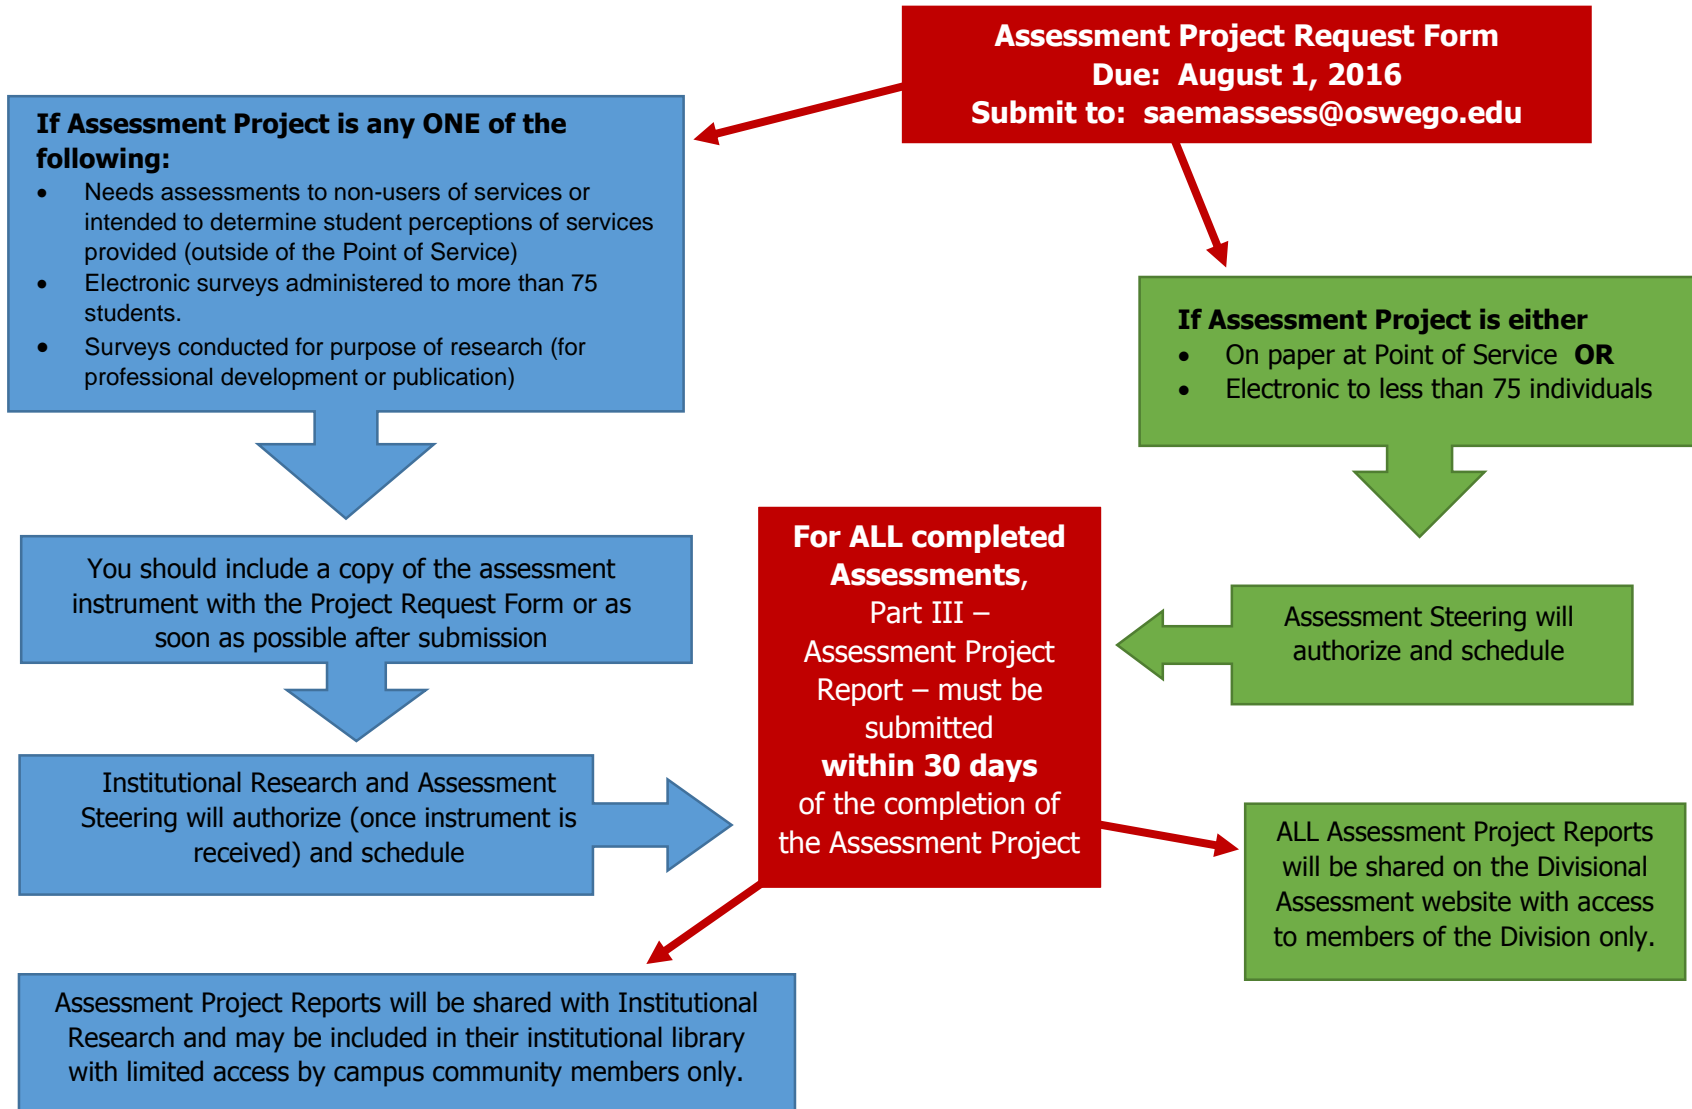 Assessment Project Request Form
Due:  August 1, 2016
Submit to:  saemassess@oswego.edu
If Assessment Project is any ONE of the
following:
• Needs assessments to non-users of services or
intended to determine student perceptions of services
provided (outside of the Point of Service)
• Electronic surveys administered to more than 75
students.
• Surveys conducted for purpose of research (for
professional development or publication)
If Assessment Project is either
• On paper at Point of Service  OR
• Electronic to less than 75 individuals
You should include a copy of the assessment
instrument with the Project Request Form or as
soon as possible after submission
Assessment Steering will
authorize and schedule
Institutional Research and Assessment
Steering will authorize (once instrument is
received) and schedule
For ALL completed
Assessments,
Part III –
Assessment Project
Report – must be
submitted
within 30 days
of the completion of
the Assessment Project
ALL Assessment Project Reports
will be shared on the Divisional
Assessment website with access
to members of the Division only.
Assessment Project Reports will be shared with Institutional
Research and may be included in their institutional library
with limited access by campus community members only.